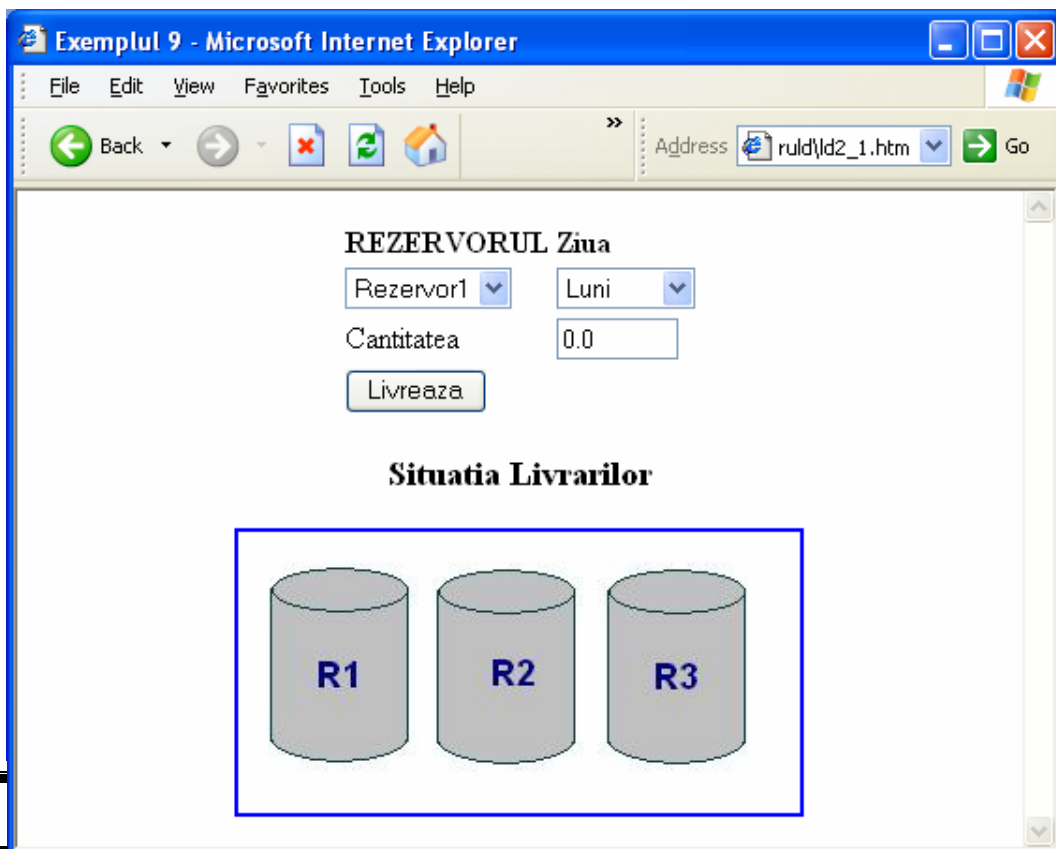 Exemplul 9 - Microsoft Internet Explorer
File Edit View Favorites Tools Help
Back » Address ruld\ld2_1.htm Go
REZERVORUL Ziua
Rezervor1 Luni
Cantitatea 0.0
Livreaza
Situatia Livrarilor
R1 R2 R3